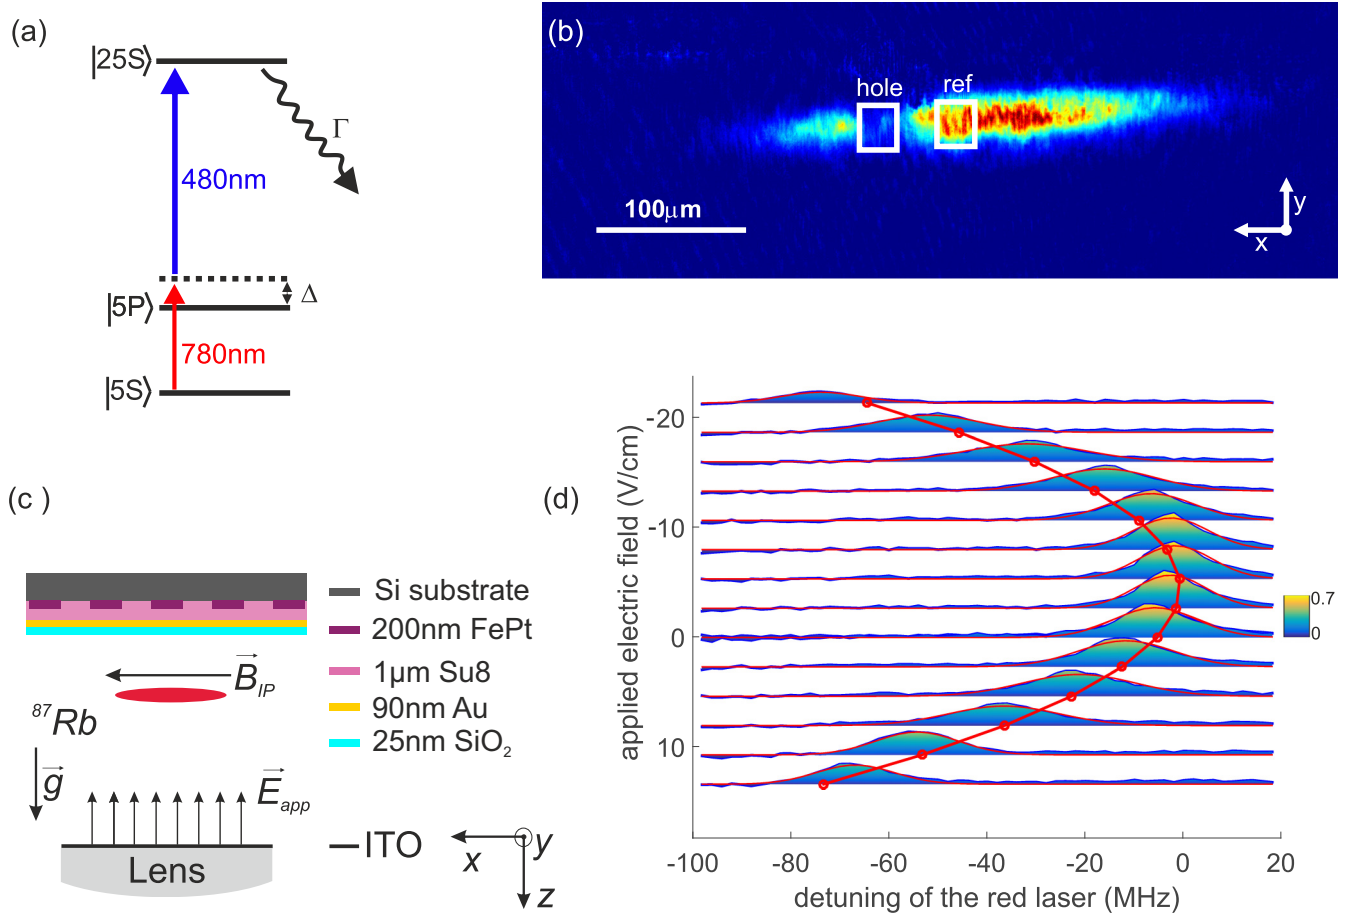 (a)
|25S⟩
Γ
480nm
Δ
|5P⟩
780nm
|5S⟩
(b)
hole
ref
100μm
y
x
(c)
Si substrate
200nm FePt
1μm Su8
90nm Au
25nm SiO₂
B⃗_IP
⁸⁷Rb
g⃗
E⃗_app
Lens
ITO
x
y
z
(d)
applied electric field (V/cm)
-20
-10
0
10
0.7
0
-100
-80
-60
-40
-20
0
20
detuning of the red laser (MHz)